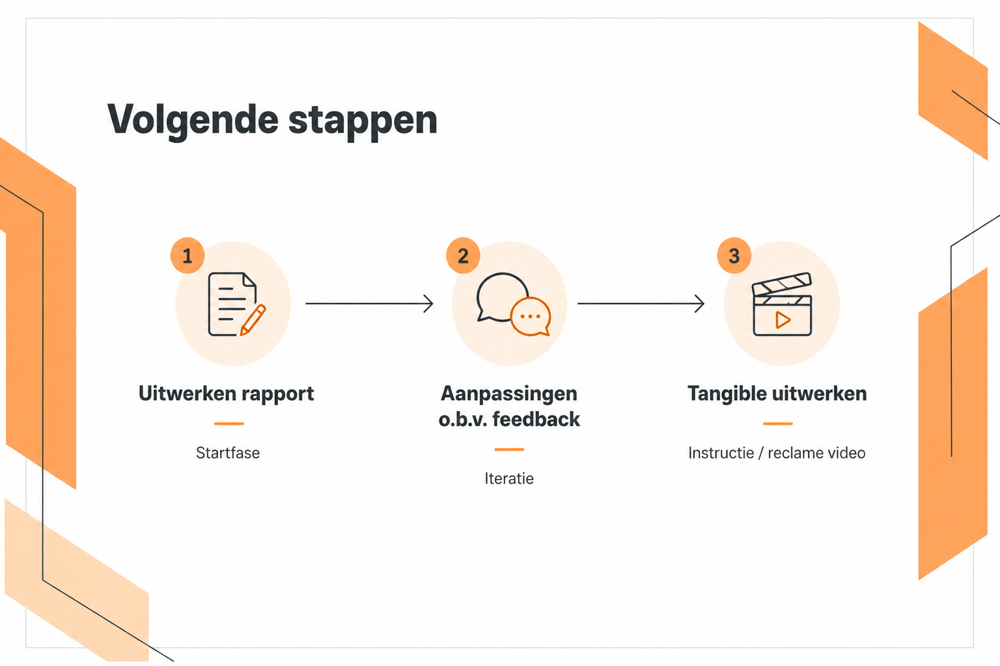 Volgende stappen
1
2
3
Uitwerken rapport
Startfase
Aanpassingen
o.b.v. feedback
Iteratie
Tangible uitwerken
Instructie / reclame video